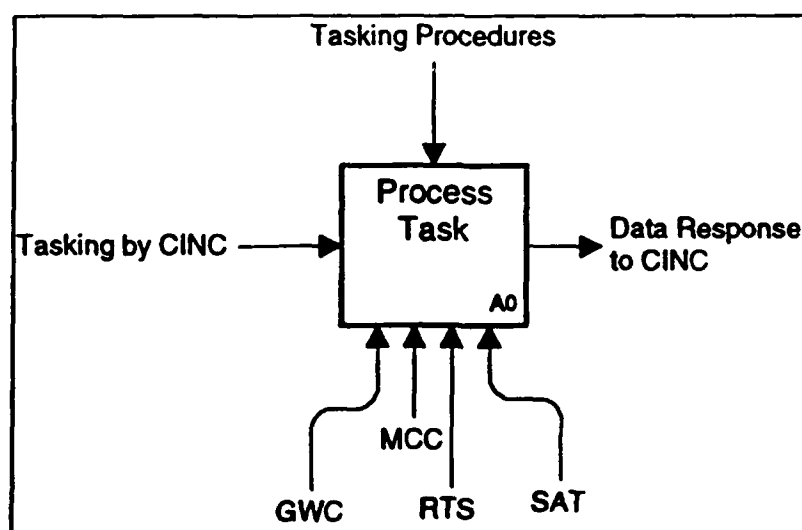 Tasking Procedures
Process
Task
Tasking by CINC
Data Response
to CINC
A0
MCC
GWC
RTS
SAT